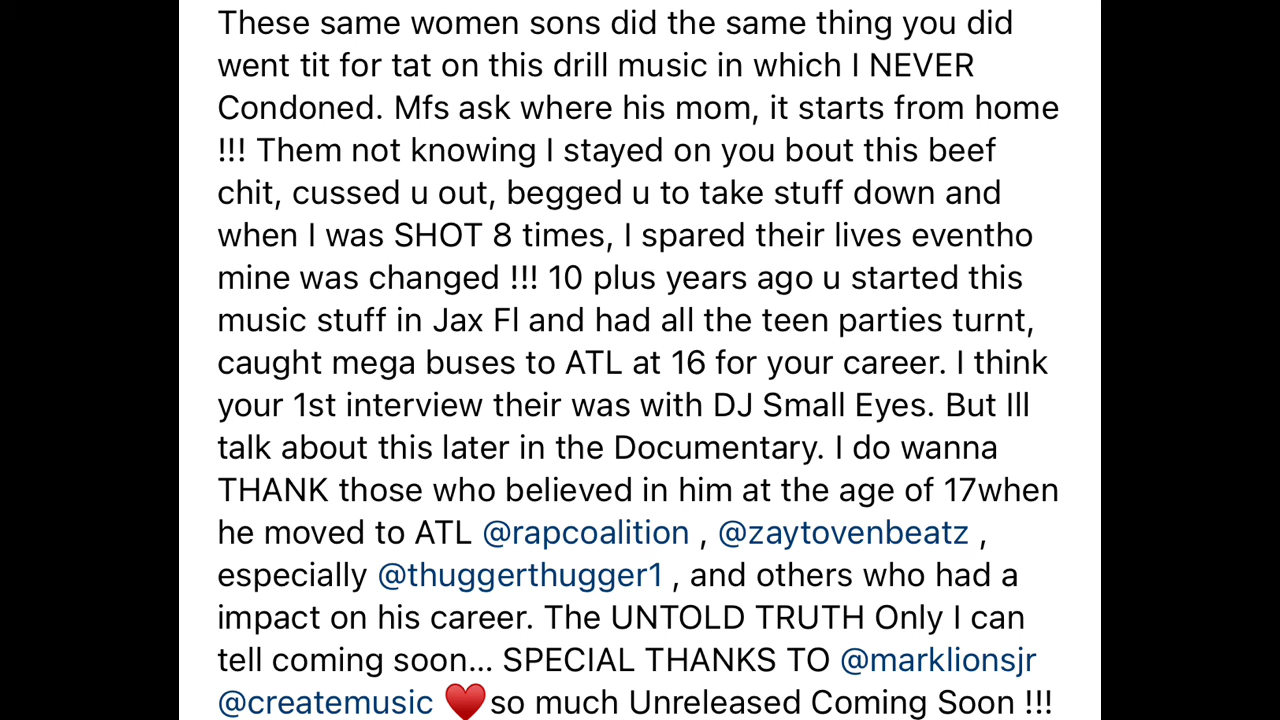 These same women sons did the same thing you did
went tit for tat on this drill music in which I NEVER
Condoned. Mfs ask where his mom, it starts from home
!!! Them not knowing I stayed on you bout this beef
chit, cussed u out, begged u to take stuff down and
when I was SHOT 8 times, I spared their lives eventho
mine was changed !!! 10 plus years ago u started this
music stuff in Jax Fl and had all the teen parties turnt,
caught mega buses to ATL at 16 for your career. I think
your 1st interview their was with DJ Small Eyes. But Ill
talk about this later in the Documentary. I do wanna
THANK those who believed in him at the age of 17when
he moved to ATL @rapcoalition , @zaytovenbeatz ,
especially @thuggerthugger1 , and others who had a
impact on his career. The UNTOLD TRUTH Only I can
tell coming soon... SPECIAL THANKS TO @marklionsjr
@createmusic ❤️so much Unreleased Coming Soon !!!